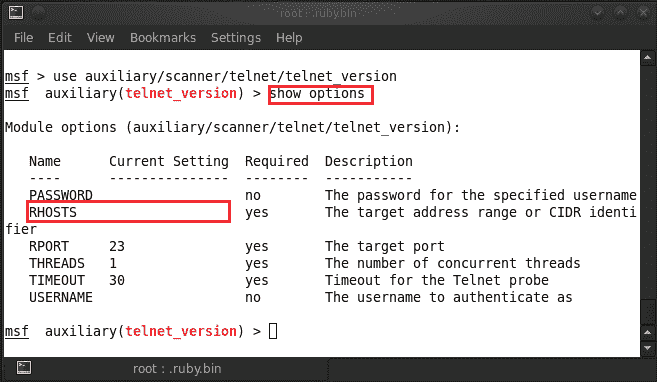 root : .ruby.bin
File Edit View Bookmarks Settings Help
msf > use auxiliary/scanner/telnet/telnet_version
msf auxiliary(telnet_version) > show options
Module options (auxiliary/scanner/telnet/telnet_version):
Name Current Setting Required Description
---- --------------- -------- -----------
PASSWORD no The password for the specified username
RHOSTS yes The target address range or CIDR identi
fier
RPORT 23 yes The target port
THREADS 1 yes The number of concurrent threads
TIMEOUT 30 yes Timeout for the Telnet probe
USERNAME no The username to authenticate as
msf auxiliary(telnet_version) >
root : .ruby.bin